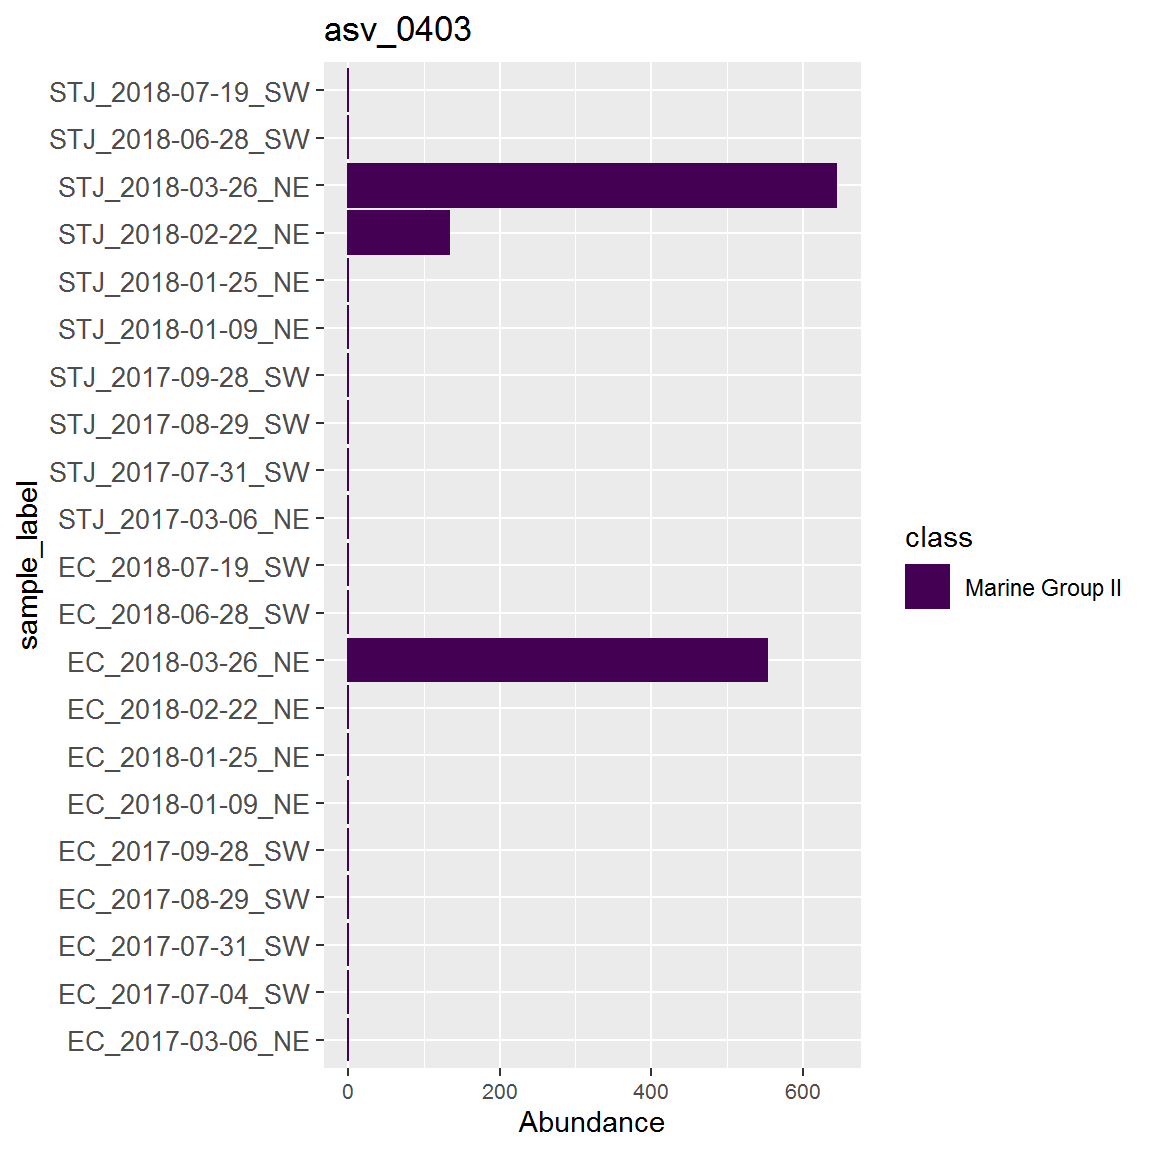 asv_0403
STJ_2018-07-19_SW
STJ_2018-06-28_SW
STJ_2018-03-26_NE
STJ_2018-02-22_NE
STJ_2018-01-25_NE
STJ_2018-01-09_NE
STJ_2017-09-28_SW
STJ_2017-08-29_SW
STJ_2017-07-31_SW
STJ_2017-03-06_NE
EC_2018-07-19_SW
EC_2018-06-28_SW
EC_2018-03-26_NE
EC_2018-02-22_NE
EC_2018-01-25_NE
EC_2018-01-09_NE
EC_2017-09-28_SW
EC_2017-08-29_SW
EC_2017-07-31_SW
EC_2017-07-04_SW
EC_2017-03-06_NE
sample_label
0 200 400 600
Abundance
class
Marine Group II